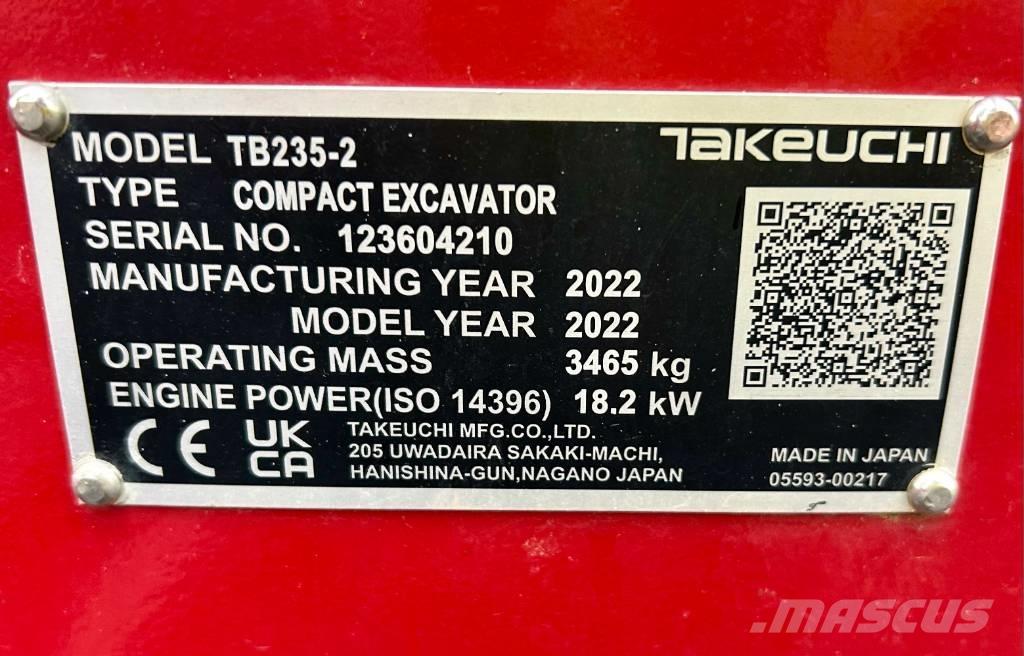 MODEL TB235-2
TAKEUCHI
TYPE COMPACT EXCAVATOR
SERIAL NO. 123604210
MANUFACTURING YEAR 2022
MODEL YEAR 2022
OPERATING MASS 3465 kg
ENGINE POWER(ISO 14396) 18.2 kW
CE
UK
CA
TAKEUCHI MFG.CO.,LTD.
205 UWADAIRA SAKAKI-MACHI,
HANISHINA-GUN,NAGANO JAPAN
MADE IN JAPAN
05593-00217
MASCUS